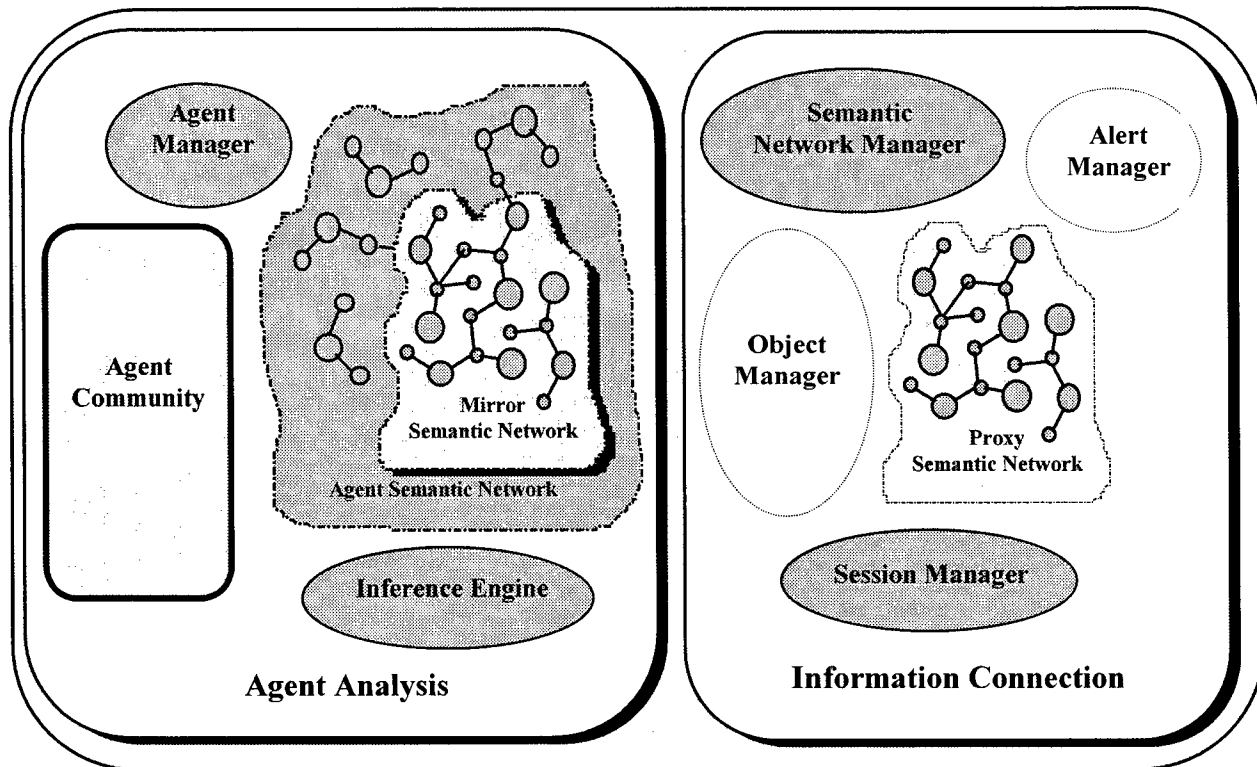 Agent
Manager
Agent
Community
Mirror
Semantic Network
Agent Semantic Network
Inference Engine
Agent Analysis
Semantic
Network Manager
Alert
Manager
Object
Manager
Proxy
Semantic Network
Session Manager
Information Connection